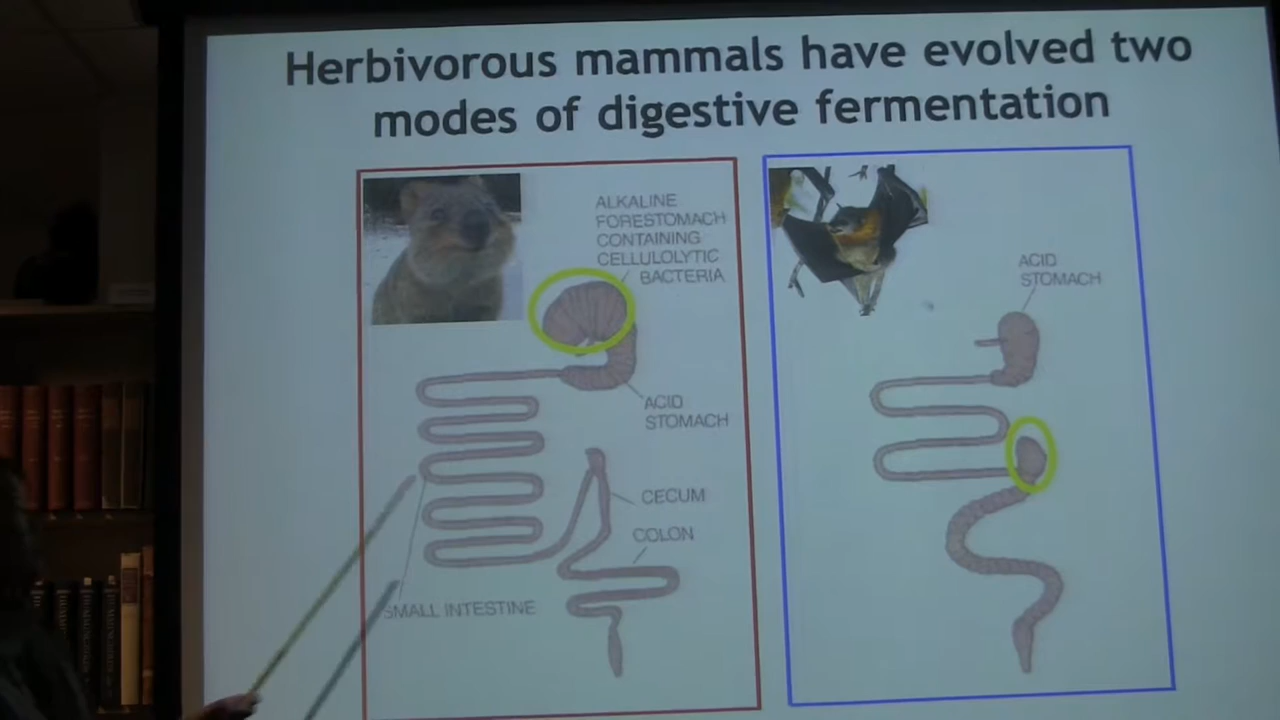 Herbivorous mammals have evolved two
modes of digestive fermentation
ALKALINE
FORESTOMACH
CONTAINING
CELLULOLYTIC
BACTERIA
ACID
STOMACH
CECUM
COLON
SMALL INTESTINE
ACID
STOMACH